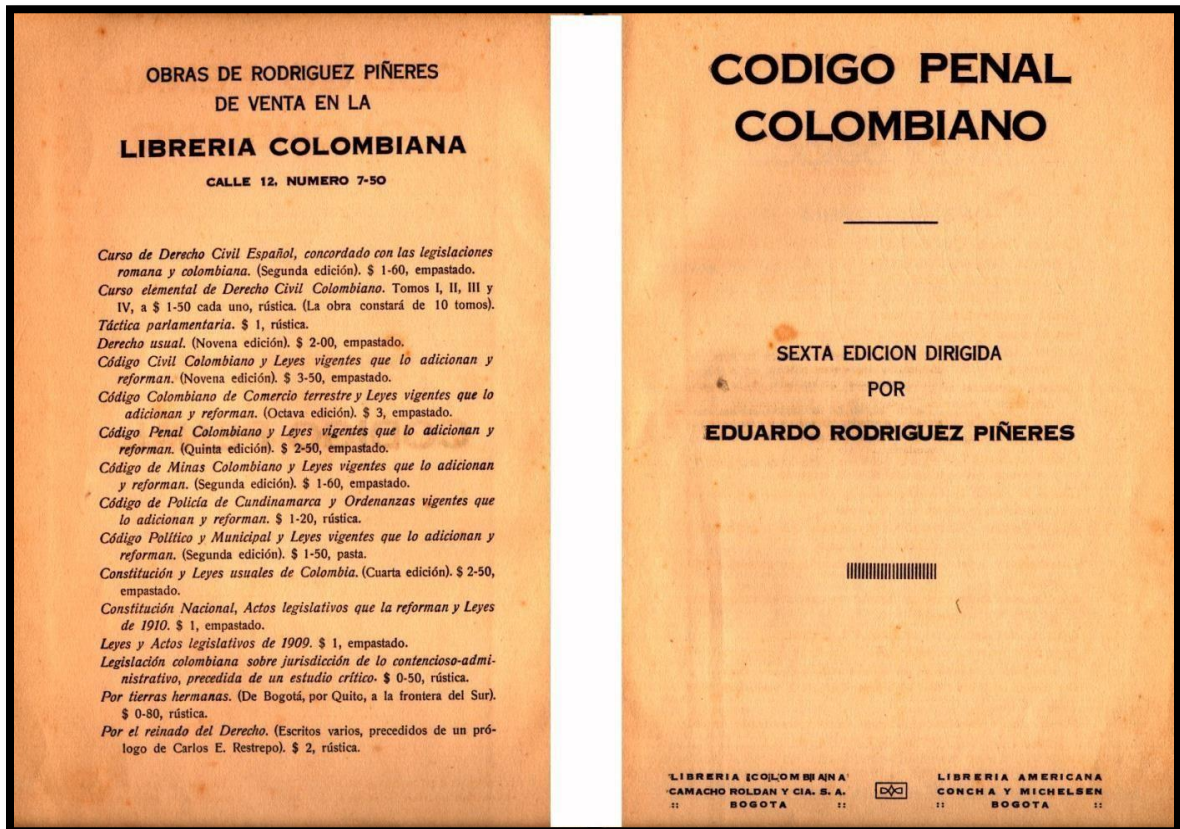 OBRAS DE RODRIGUEZ PIÑERES
DE VENTA EN LA
LIBRERIA COLOMBIANA
CALLE 12, NUMERO 7-50
Curso de Derecho Civil Español, concordado con las legislaciones
romana y colombiana. (Segunda edición). $ 1-60, empastado.
Curso elemental de Derecho Civil Colombiano. Tomos I, II, III y
IV, a $ 1-50 cada uno, rústica. (La obra constará de 10 tomos).
Táctica parlamentaria. $ 1, rústica.
Derecho usual. (Novena edición). $ 2-00, empastado.
Código Civil Colombiano y Leyes vigentes que lo adicionan y
reforman. (Novena edición). $ 3-50, empastado.
Código Colombiano de Comercio terrestre y Leyes vigentes que lo
adicionan y reforman. (Octava edición). $ 3, empastado.
Código Penal Colombiano y Leyes vigentes que lo adicionan y
reforman. (Quinta edición). $ 2-50, empastado.
Código de Minas Colombiano y Leyes vigentes que lo adicionan
y reforman. (Segunda edición). $ 1-60, empastado.
Código de Policía de Cundinamarca y Ordenanzas vigentes que
lo adicionan y reforman. $ 1-20, rústica.
Código Político y Municipal y Leyes vigentes que lo adicionan y
reforman. (Segunda edición). $ 1-50, pasta.
Constitución y Leyes usuales de Colombia. (Cuarta edición). $ 2-50,
empastado.
Constitución Nacional, Actos legislativos que la reforman y Leyes
de 1910. $ 1, empastado.
Leyes y Actos legislativos de 1909. $ 1, empastado.
Legislación colombiana sobre jurisdicción de lo contencioso-admi-
nistrativo, precedida de un estudio crítico. $ 0-50, rústica.
Por tierras hermanas. (De Bogotá, por Quito, a la frontera del Sur).
$ 0-80, rústica.
Por el reinado del Derecho. (Escritos varios, precedidos de un pró-
logo de Carlos E. Restrepo). $ 2, rústica.
CODIGO PENAL
COLOMBIANO
SEXTA EDICION DIRIGIDA
POR
EDUARDO RODRIGUEZ PIÑERES
LIBRERIA COLOMBIANA
CAMACHO ROLDAN Y CIA. S. A.
:: BOGOTA ::
LIBRERIA AMERICANA
CONCHA Y MICHELSEN
:: BOGOTA ::